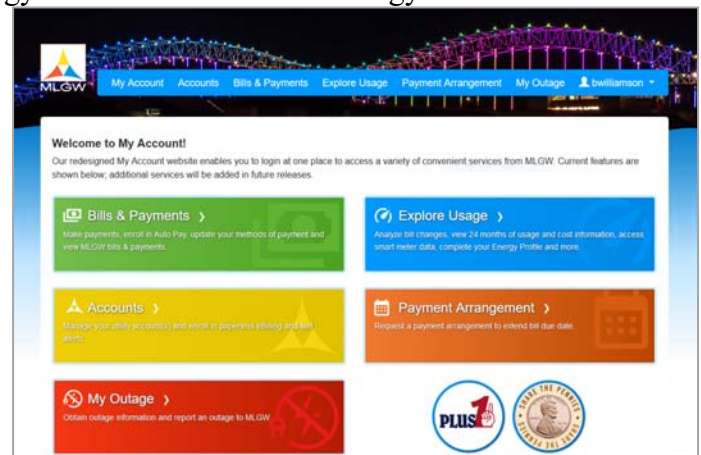 MLGW
My Account Accounts Bills & Payments Explore Usage Payment Arrangement My Outage bwilliamson
Welcome to My Account!
Our redesigned My Account website enables you to login at one place to access a variety of convenient services from MLGW. Current features are
shown below; additional services will be added in future releases.
Bills & Payments
Make payments, enroll in Auto Pay, update your methods of payment and
view MLGW bills & payments.
Explore Usage
Analyze bill changes, view 24 months of usage and cost information, access
smart meter data, complete your Energy Profile and more.
Accounts
Manage your utility account(s) and enroll in paperless eBilling and text
alerts.
Payment Arrangement
Request a payment arrangement to extend bill due date.
My Outage
Obtain outage information and report an outage to MLGW
PLUS 1
SHARE THE PENNIES
SHARE THE PENNIES